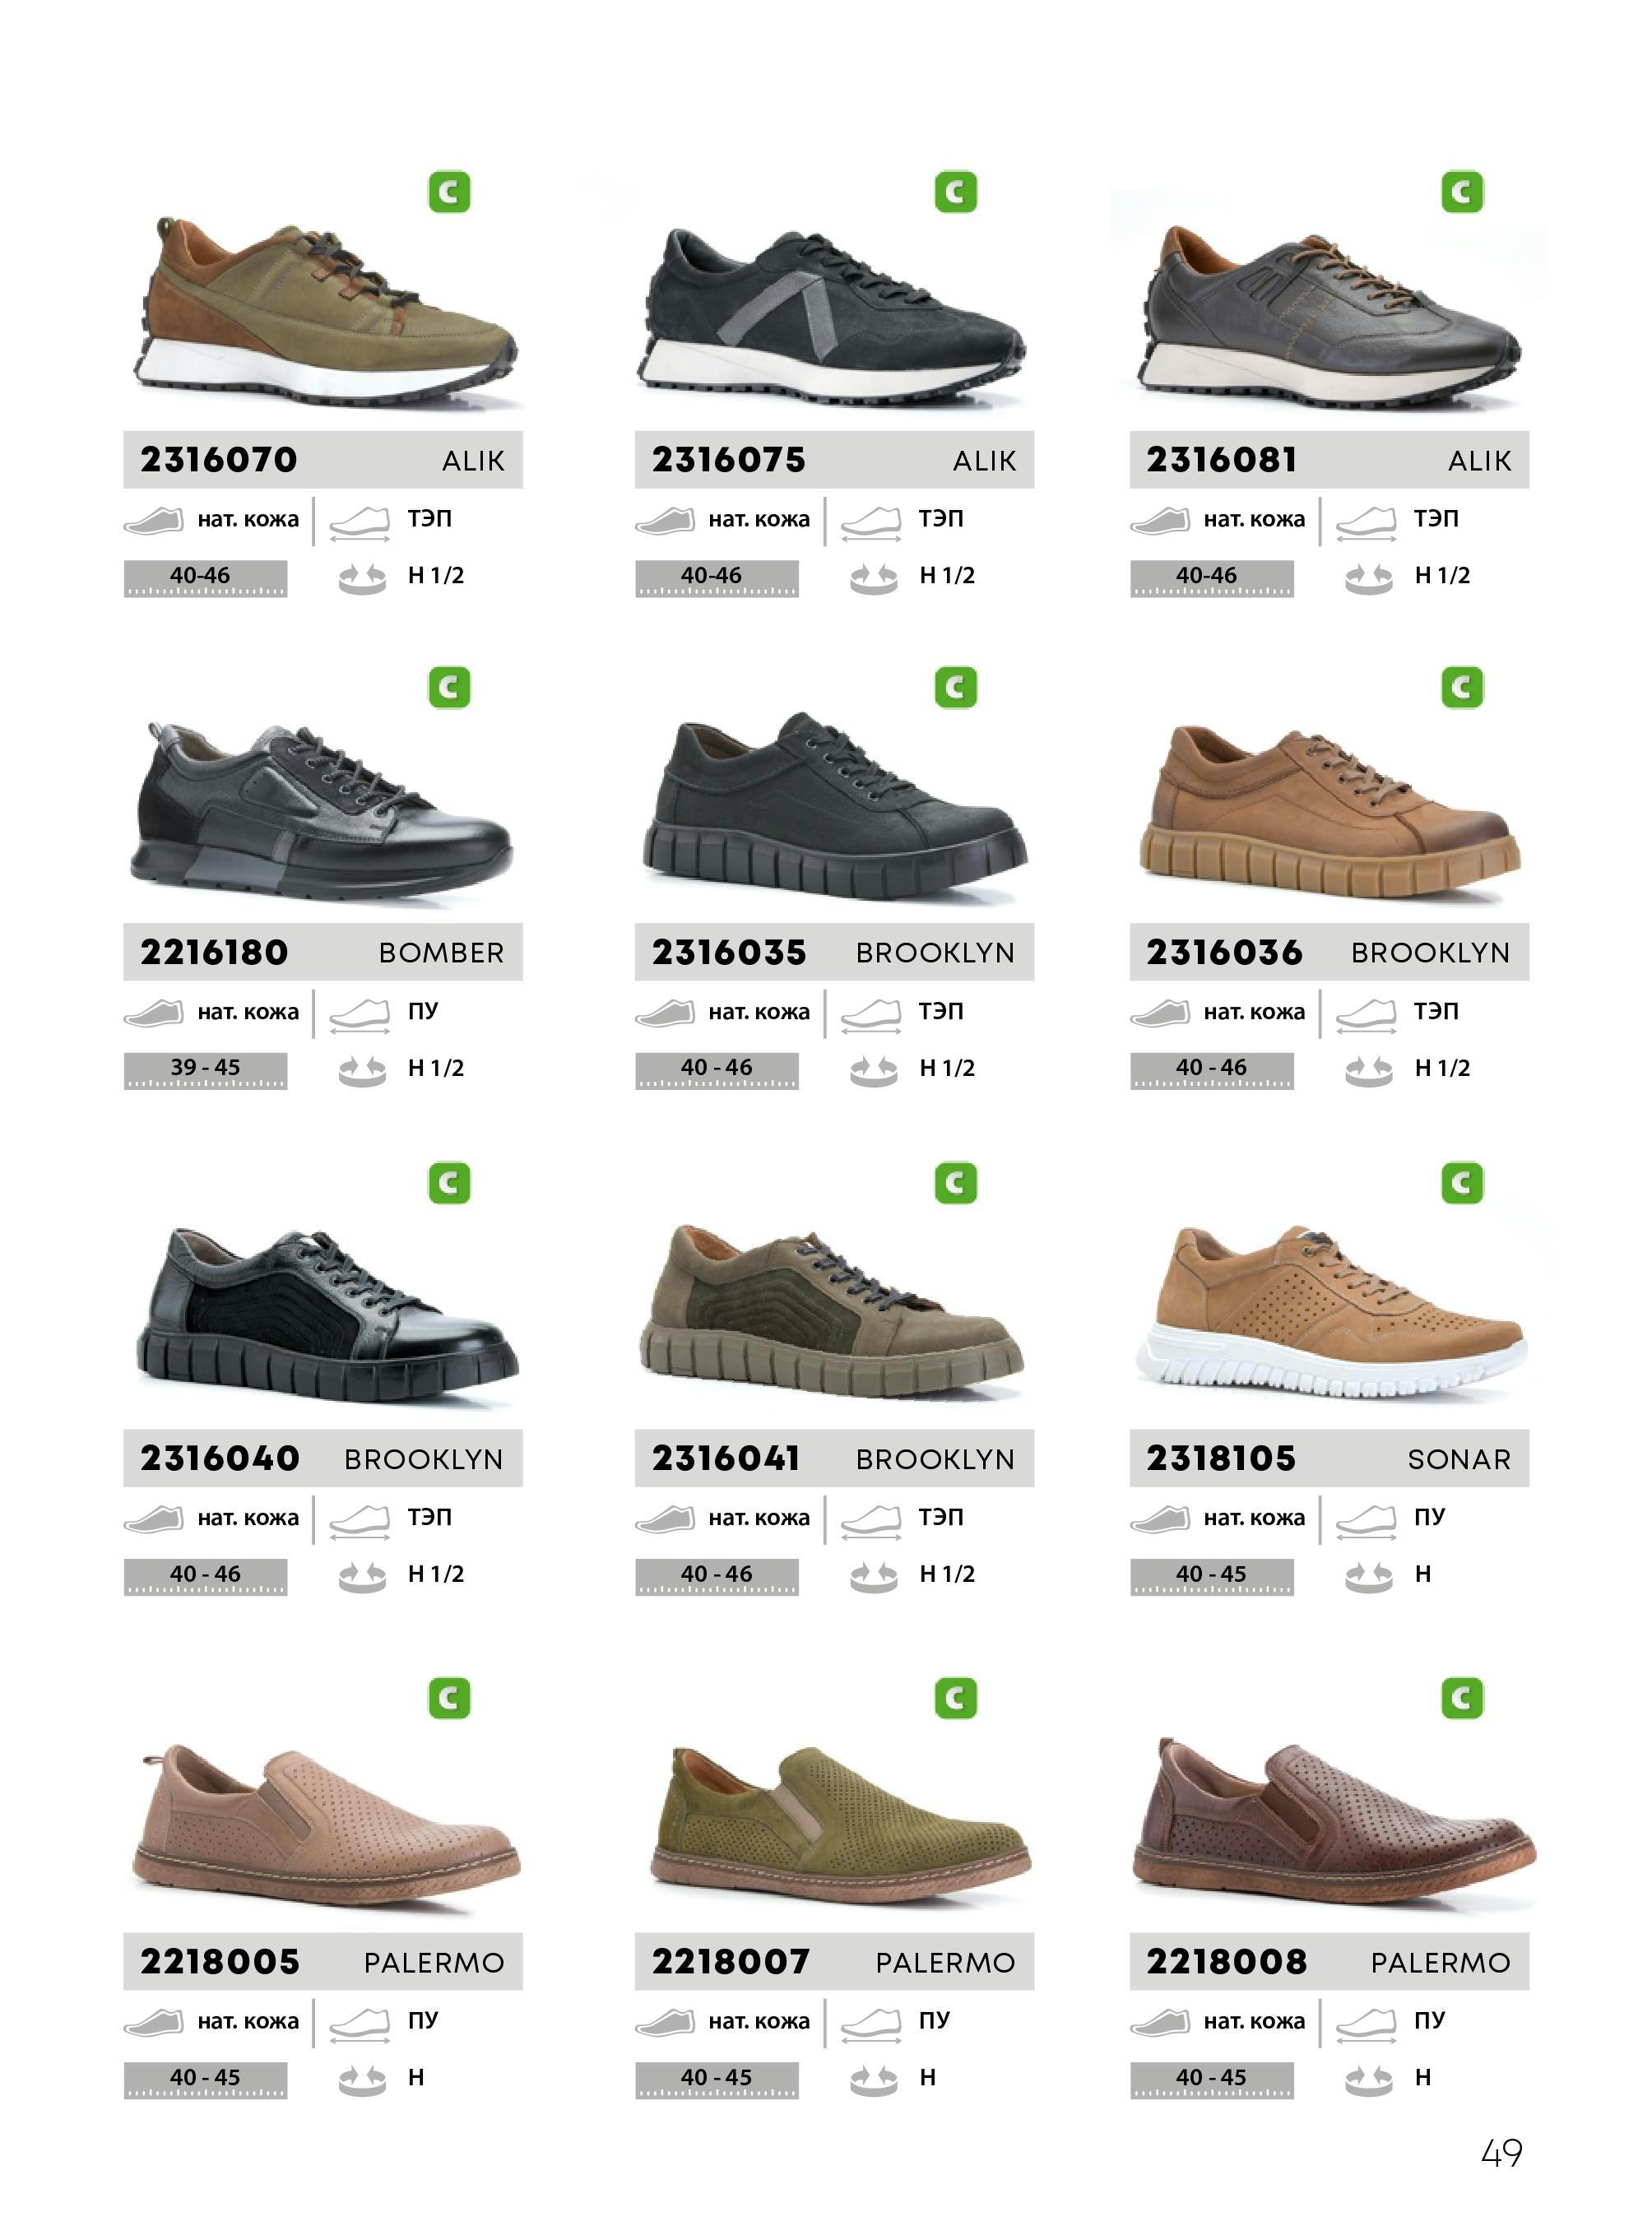 C C C
2316070 ALIK 2316075 ALIK 2316081 ALIK
нат. кожа ТЭП нат. кожа ТЭП нат. кожа ТЭП
40-46 Н 1/2 40-46 Н 1/2 40-46 Н 1/2
C C C
2216180 BOMBER 2316035 BROOKLYN 2316036 BROOKLYN
нат. кожа ПУ нат. кожа ТЭП нат. кожа ТЭП
39 - 45 Н 1/2 40 - 46 Н 1/2 40 - 46 Н 1/2
C C C
2316040 BROOKLYN 2316041 BROOKLYN 2318105 SONAR
нат. кожа ТЭП нат. кожа ТЭП нат. кожа ПУ
40 - 46 Н 1/2 40 - 46 Н 1/2 40 - 45 Н
C C C
2218005 PALERMO 2218007 PALERMO 2218008 PALERMO
нат. кожа ПУ нат. кожа ПУ нат. кожа ПУ
40 - 45 Н 40 - 45 Н 40 - 45 Н
49